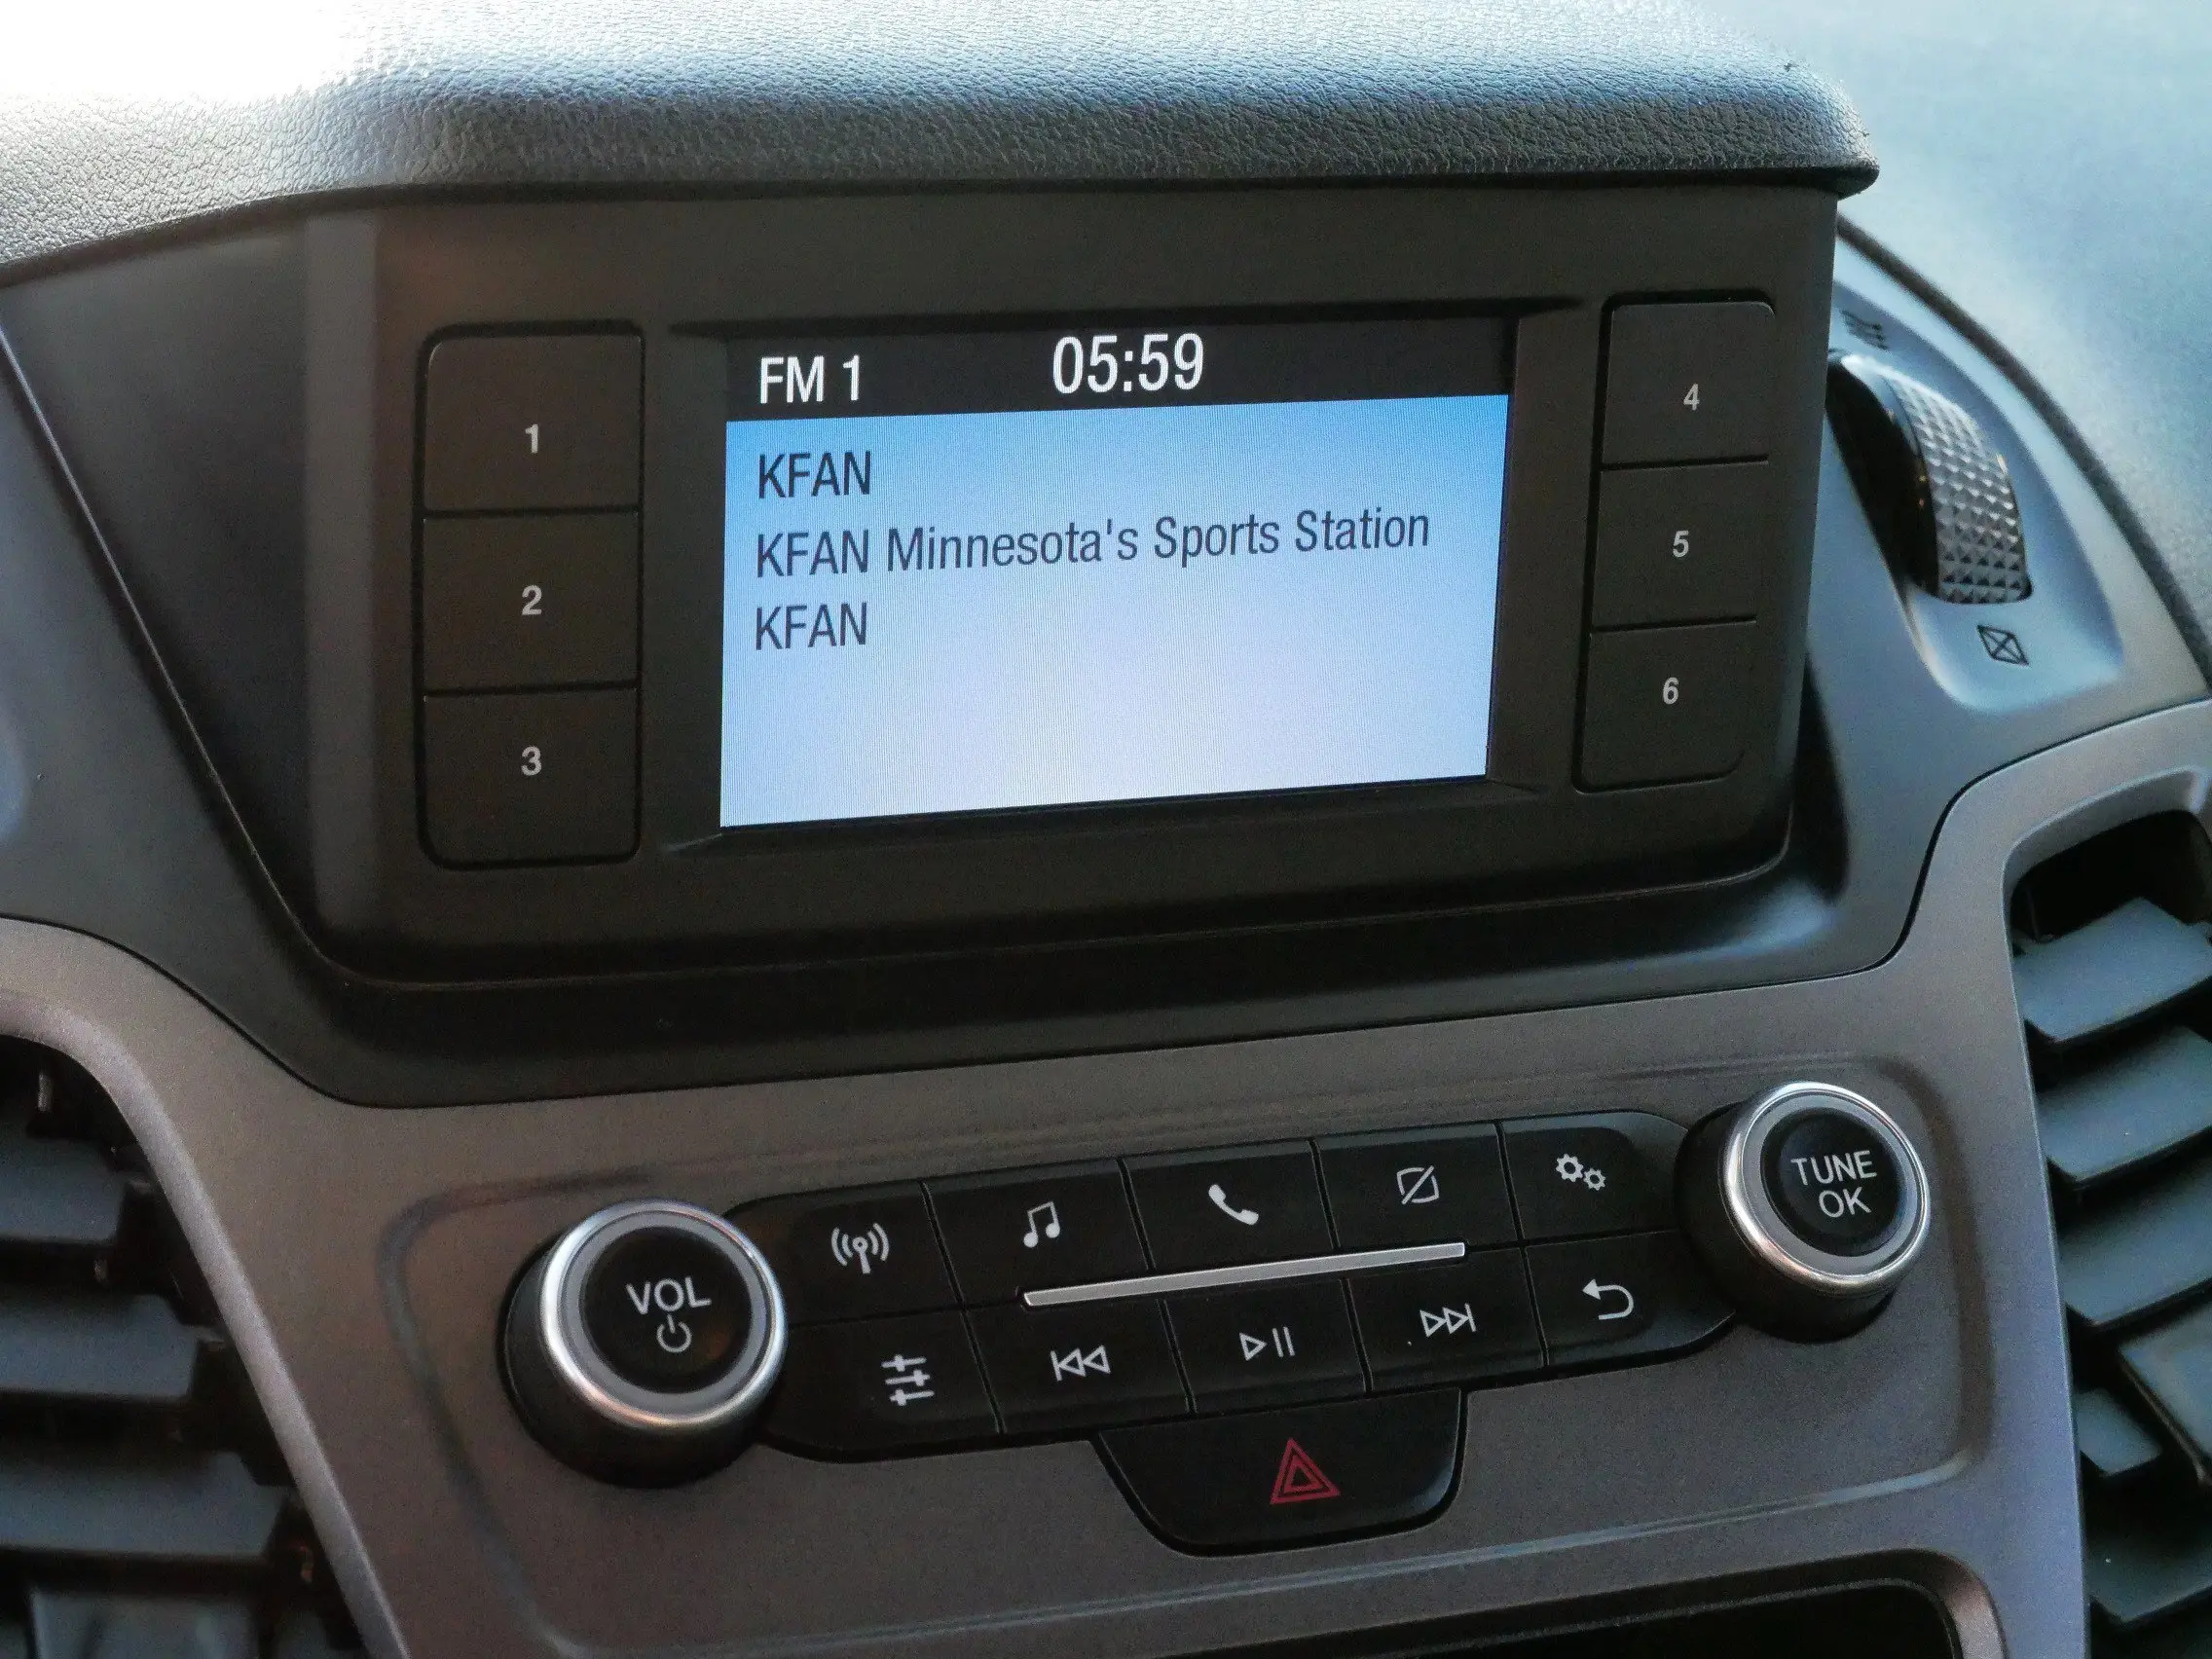 FM 1 05:59
KFAN
KFAN Minnesota's Sports Station
KFAN
1
2
3
4
5
6
VOL
TUNE
OK